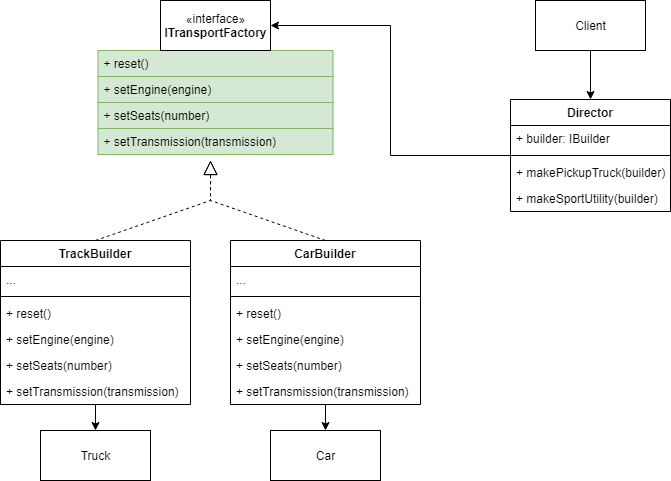 «interface»
ITransportFactory
+ reset()
+ setEngine(engine)
+ setSeats(number)
+ setTransmission(transmission)
Client
Director
+ builder: IBuilder
+ makePickupTruck(builder)
+ makeSportUtility(builder)
TrackBuilder
...
+ reset()
+ setEngine(engine)
+ setSeats(number)
+ setTransmission(transmission)
CarBuilder
...
+ reset()
+ setEngine(engine)
+ setSeats(number)
+ setTransmission(transmission)
Truck
Car